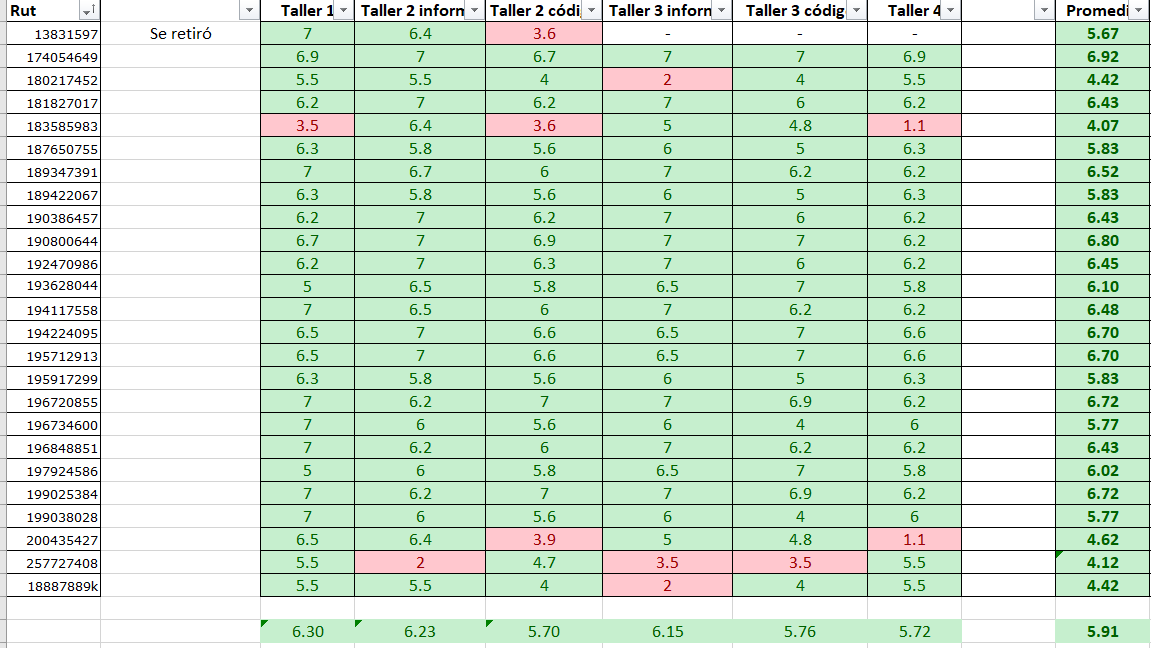 Rut Taller 1 Taller 2 inform Taller 2 códi Taller 3 inform Taller 3 códig Taller 4 Promedi
13831597 Se retiró 7 6.4 3.6 - - - 5.67
174054649 6.9 7 6.7 7 7 6.9 6.92
180217452 5.5 5.5 4 2 4 5.5 4.42
181827017 6.2 7 6.2 7 6 6.2 6.43
183585983 3.5 6.4 3.6 5 4.8 1.1 4.07
187650755 6.3 5.8 5.6 6 5 6.3 5.83
189347391 7 6.7 6 7 6.2 6.2 6.52
189422067 6.3 5.8 5.6 6 5 6.3 5.83
190386457 6.2 7 6.2 7 6 6.2 6.43
190800644 6.7 7 6.9 7 7 6.2 6.80
192470986 6.2 7 6.3 7 6 6.2 6.45
193628044 5 6.5 5.8 6.5 7 5.8 6.10
194117558 7 6.5 6 7 6.2 6.2 6.48
194224095 6.5 7 6.6 6.5 7 6.6 6.70
195712913 6.5 7 6.6 6.5 7 6.6 6.70
195917299 6.3 5.8 5.6 6 5 6.3 5.83
196720855 7 6.2 7 7 6.9 6.2 6.72
196734600 7 6 5.6 6 4 6 5.77
196848851 7 6.2 6 7 6.2 6.2 6.43
197924586 5 6 5.8 6.5 7 5.8 6.02
199025384 7 6.2 7 7 6.9 6.2 6.72
199038028 7 6 5.6 6 4 6 5.77
200435427 6.5 6.4 3.9 5 4.8 1.1 4.62
257727408 5.5 2 4.7 3.5 3.5 5.5 4.12
18887889k 5.5 5.5 4 2 4 5.5 4.42
6.30 6.23 5.70 6.15 5.76 5.72 5.91